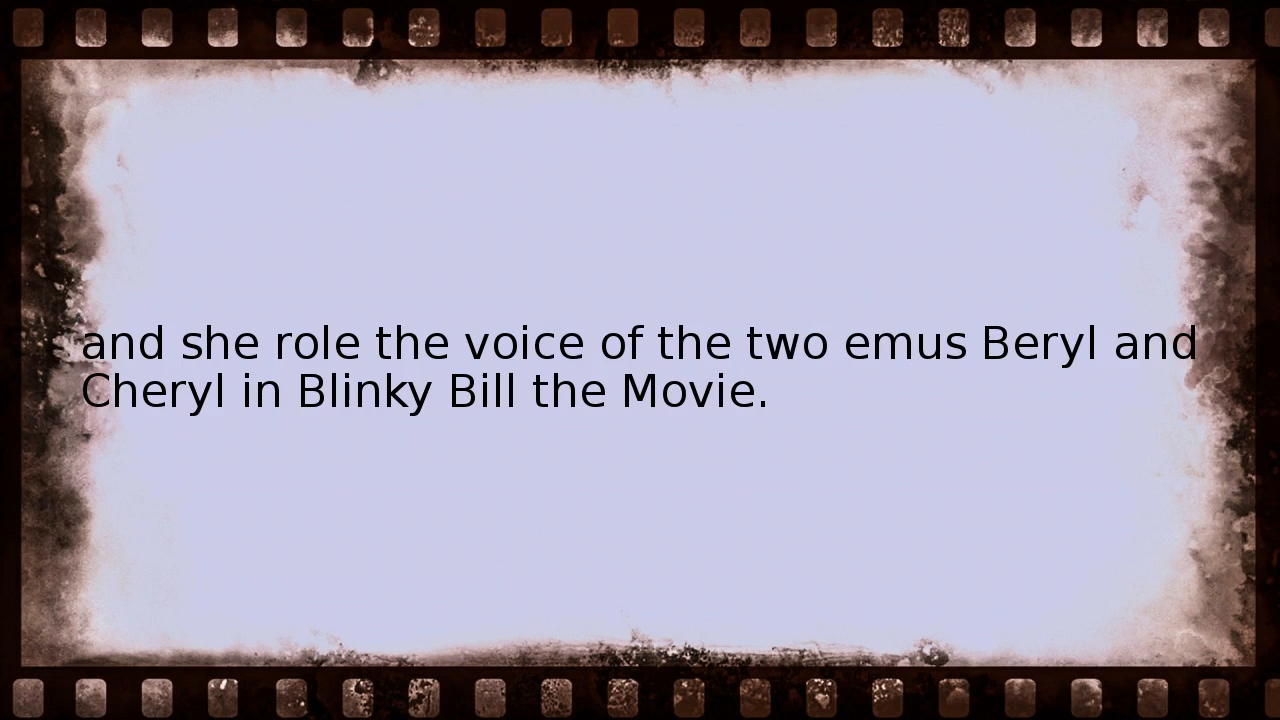 and she role the voice of the two emus Beryl and
Cheryl in Blinky Bill the Movie.